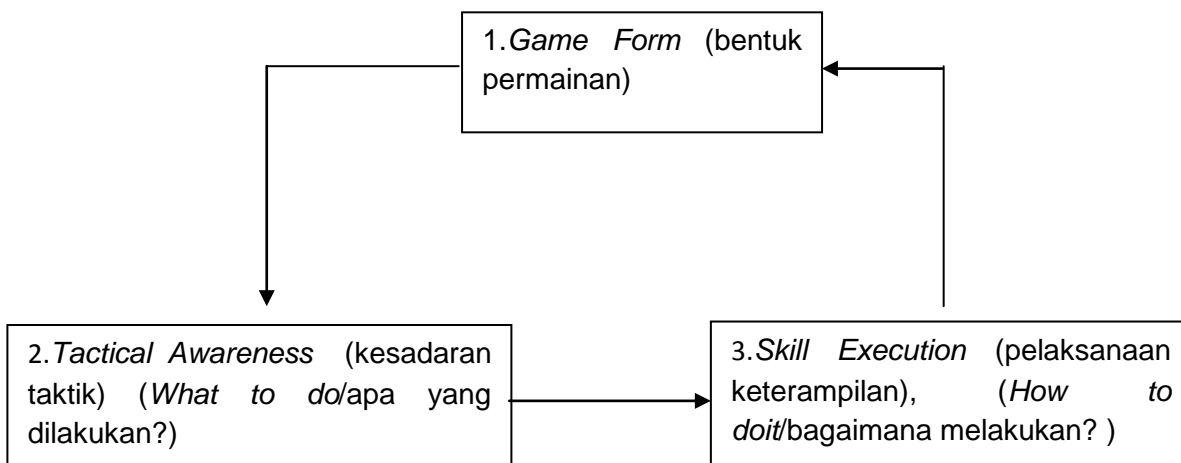 1.Game Form (bentuk
permainan)
2.Tactical Awareness (kesadaran
taktik) (What to do/apa yang
dilakukan?)
3.Skill Execution (pelaksanaan
keterampilan), (How to
doit/bagaimana melakukan? )